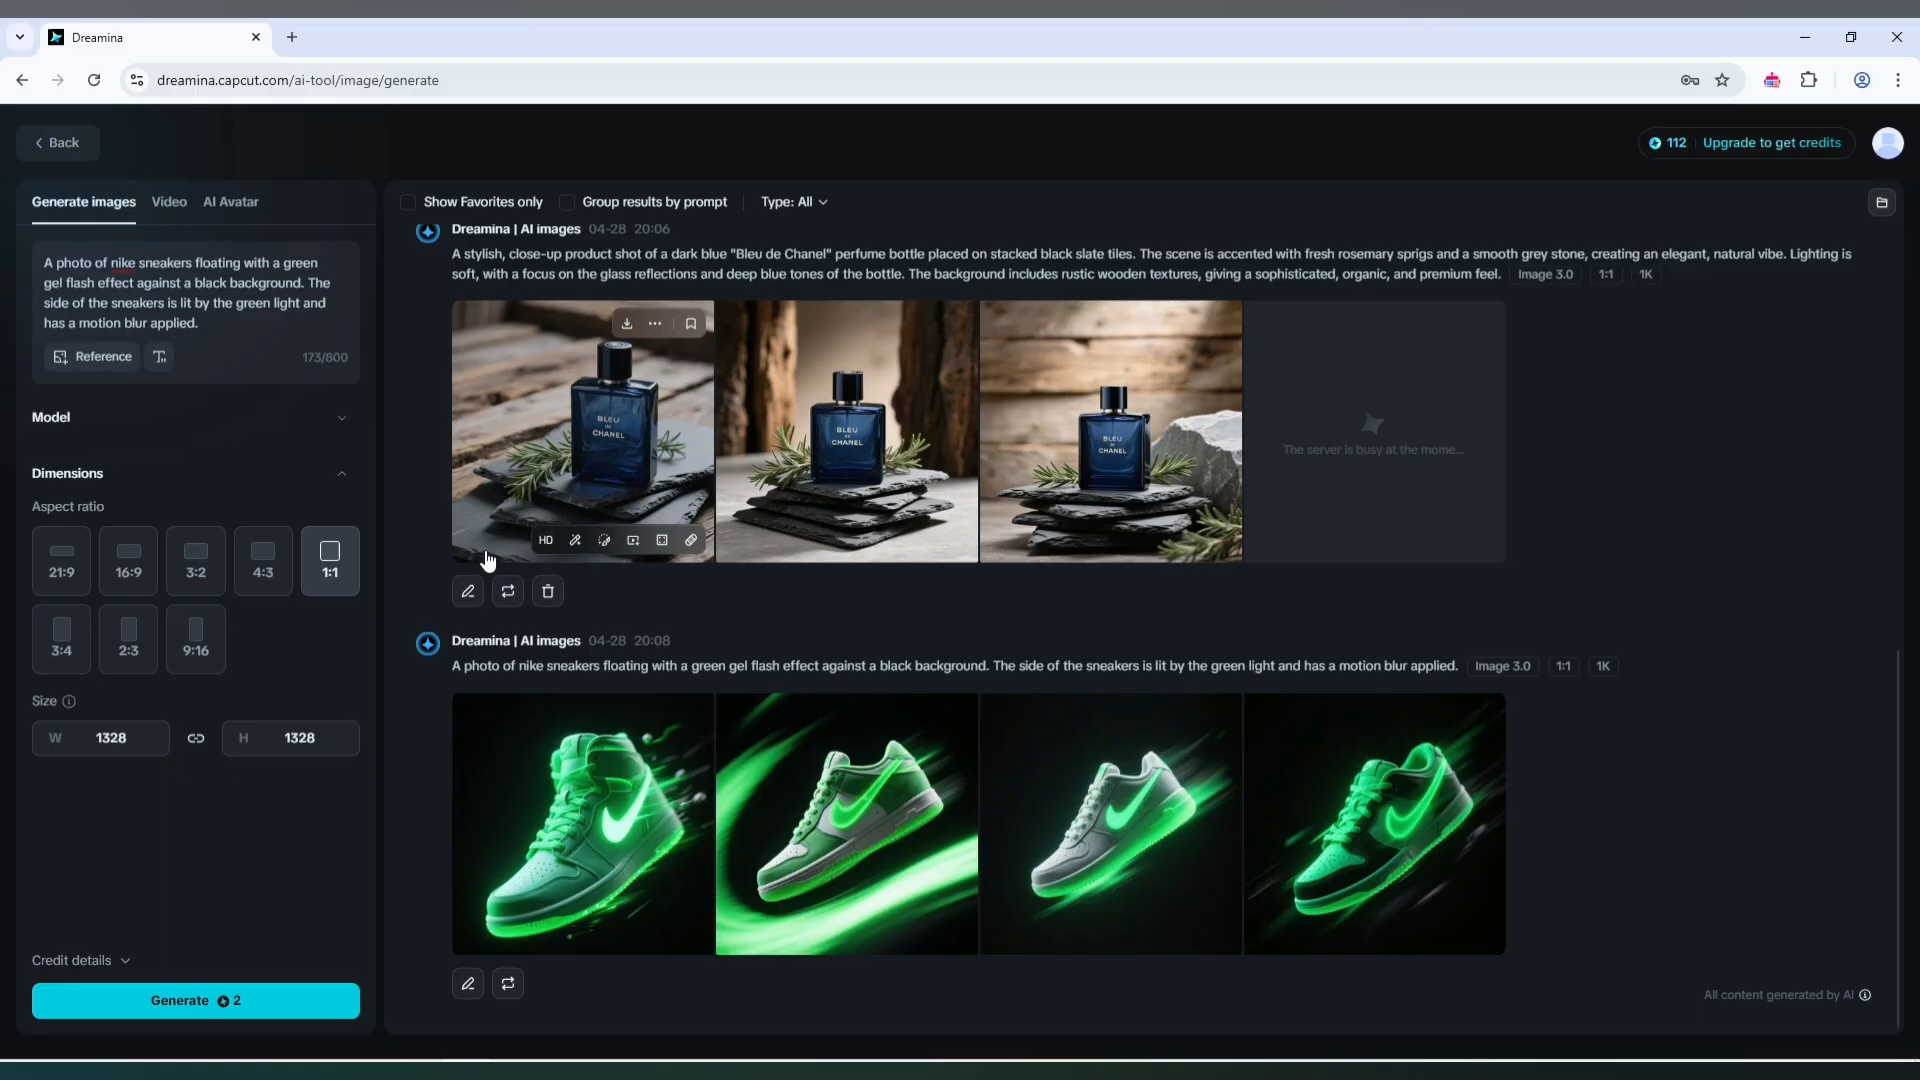 Dreamina
dreamina.capcut.com/ai-tool/image/generate
Back
112 Upgrade to get credits
Generate images Video AI Avatar
A photo of nike sneakers floating with a green
gel flash effect against a black background. The
side of the sneakers is lit by the green light and
has a motion blur applied.
Reference
173/800
Model
Dimensions
Aspect ratio
21:9 16:9 3:2 4:3 1:1
3:4 2:3 9:16
Size
W 1328 H 1328
Credit details
Generate 2
Show Favorites only Group results by prompt Type: All
Dreamina | AI images 04-28 20:06
A stylish, close-up product shot of a dark blue "Bleu de Chanel" perfume bottle placed on stacked black slate tiles. The scene is accented with fresh rosemary sprigs and a smooth grey stone, creating an elegant, natural vibe. Lighting is
soft, with a focus on the glass reflections and deep blue tones of the bottle. The background includes rustic wooden textures, giving a sophisticated, organic, and premium feel. Image 3.0 1:1 1K
BLEU
de
CHANEL
BLEU
de
CHANEL
BLEU
de
CHANEL
HD
The server is busy at the mome...
Dreamina | AI images 04-28 20:08
A photo of nike sneakers floating with a green gel flash effect against a black background. The side of the sneakers is lit by the green light and has a motion blur applied. Image 3.0 1:1 1K
All content generated by AI